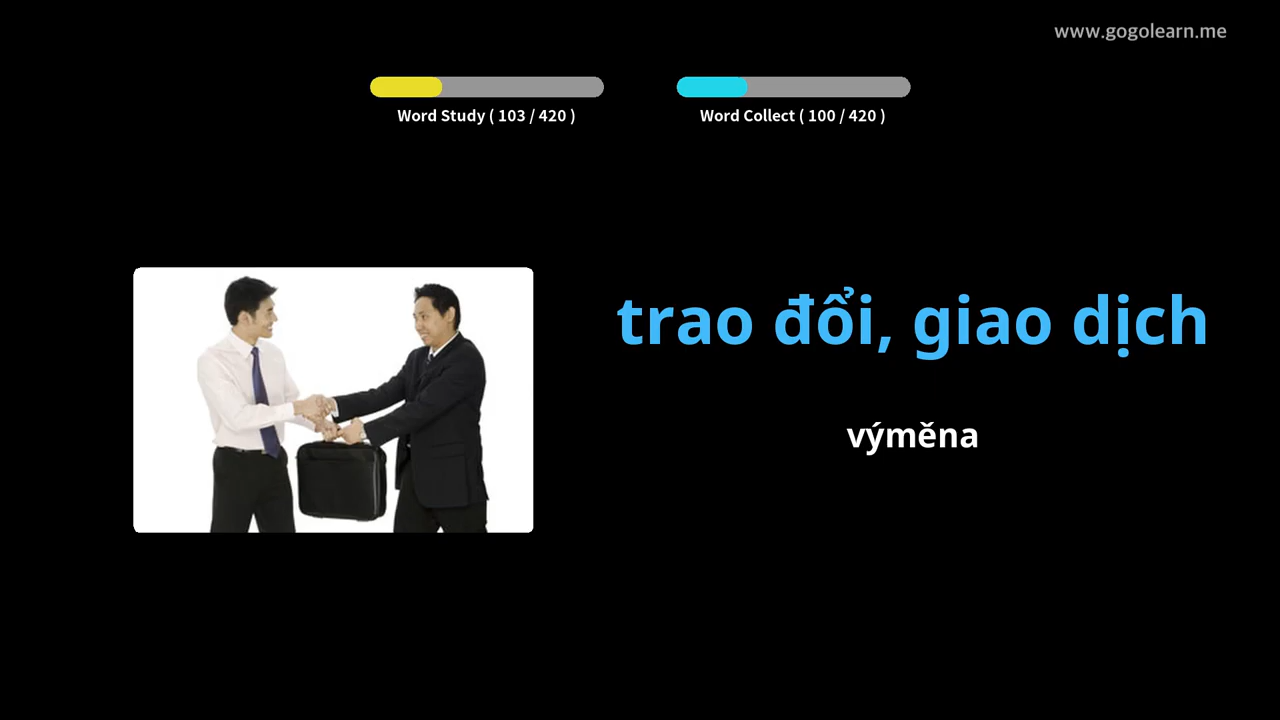 www.gogolearn.me
Word Study ( 103 / 420 )
Word Collect ( 100 / 420 )
trao đổi, giao dịch
výměna